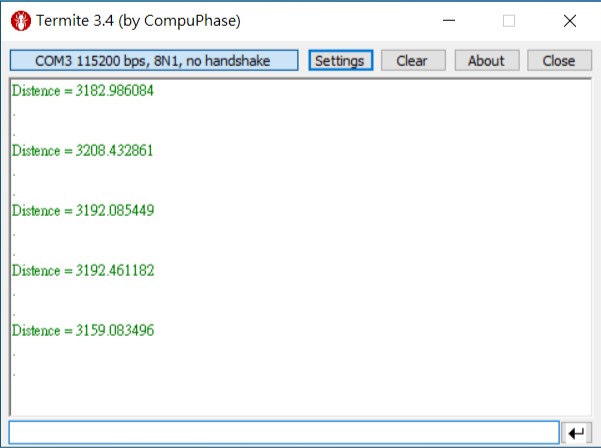 Termite 3.4 (by CompuPhase)
COM3 115200 bps, 8N1, no handshake Settings Clear About Close
Distence = 3182.986084
.
.
Distence = 3208.432861
.
.
Distence = 3192.085449
.
.
Distence = 3192.461182
.
.
Distence = 3159.083496
.
.